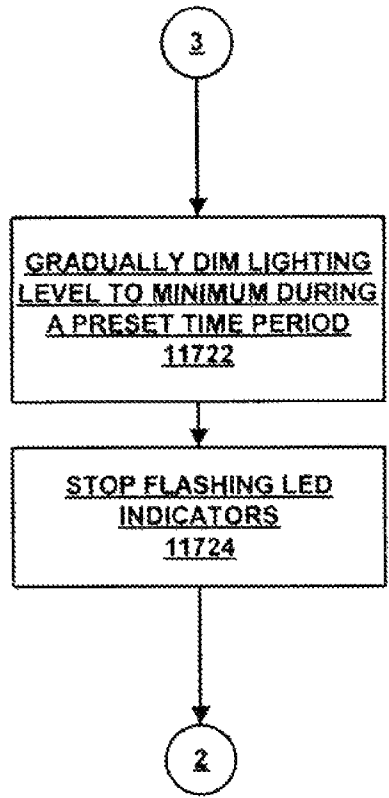 3
GRADUALLY DIM LIGHTING
LEVEL TO MINIMUM DURING
A PRESET TIME PERIOD
11722
STOP FLASHING LED
INDICATORS
11724
2